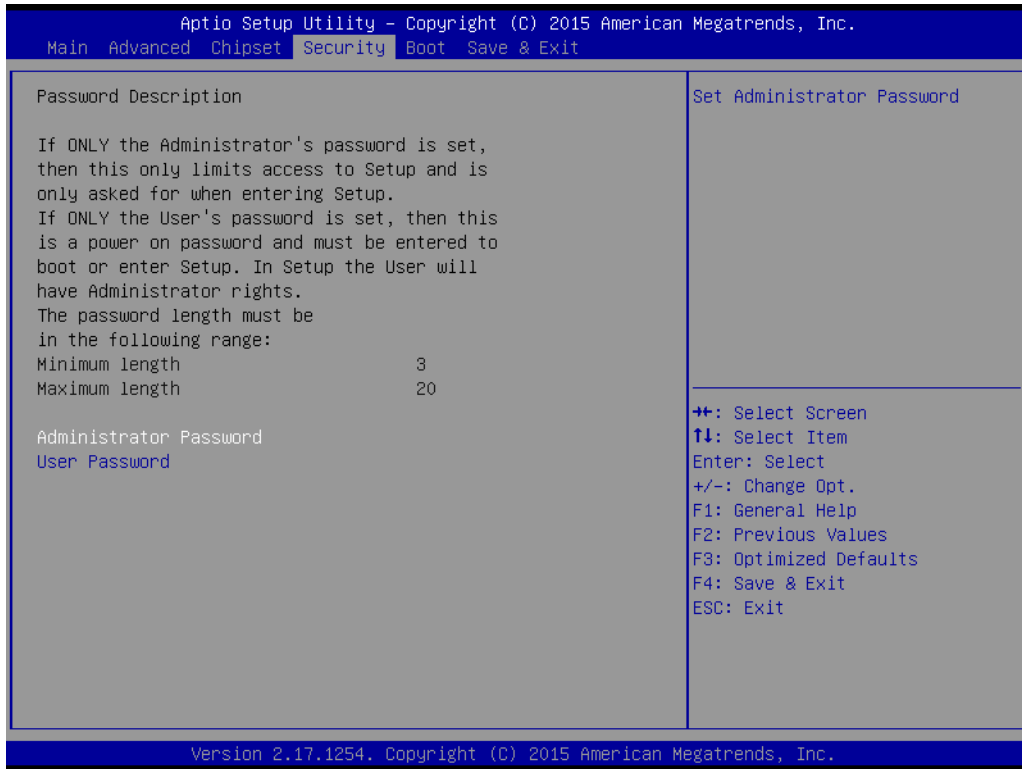 Aptio Setup Utility – Copyright (C) 2015 American Megatrends, Inc.
Main Advanced Chipset Security Boot Save & Exit
Password Description
If ONLY the Administrator's password is set,
then this only limits access to Setup and is
only asked for when entering Setup.
If ONLY the User's password is set, then this
is a power on password and must be entered to
boot or enter Setup. In Setup the User will
have Administrator rights.
The password length must be
in the following range:
Minimum length 3
Maximum length 20
Administrator Password
User Password
Set Administrator Password
→←: Select Screen
↑↓: Select Item
Enter: Select
+/-: Change Opt.
F1: General Help
F2: Previous Values
F3: Optimized Defaults
F4: Save & Exit
ESC: Exit
Version 2.17.1254. Copyright (C) 2015 American Megatrends, Inc.